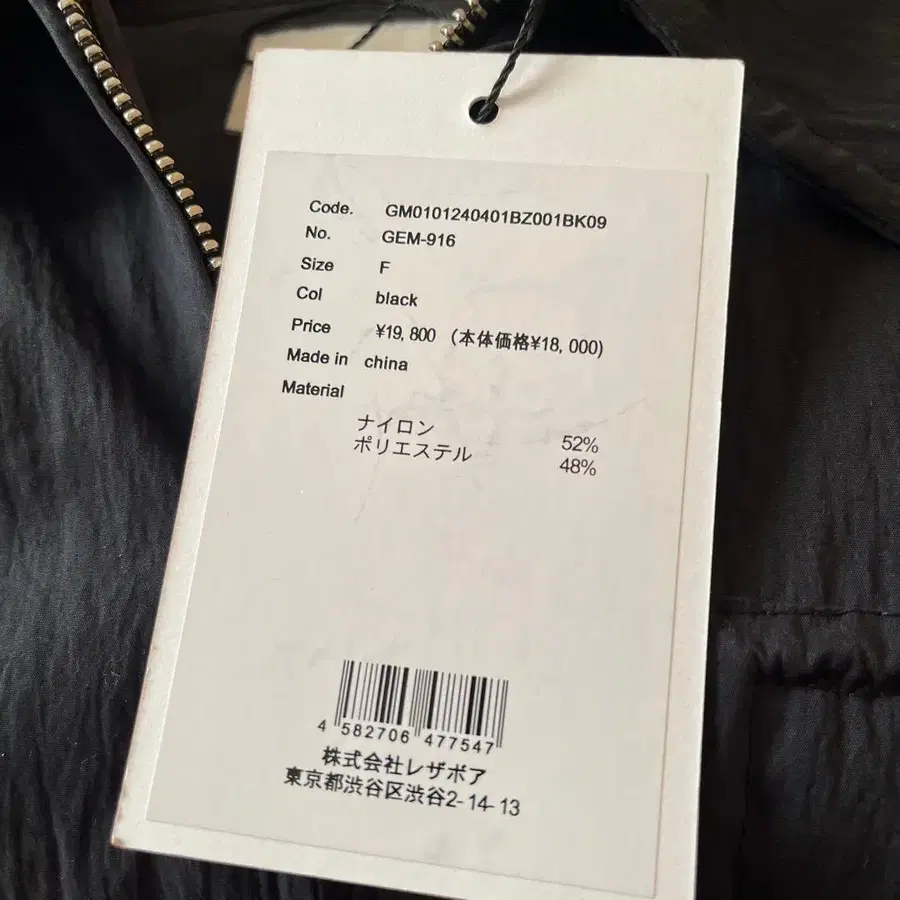 Code. GM0101240401BZ001BK09
No. GEM-916
Size F
Col black
Price ¥19,800 (本体価格¥18,000)
Made in china
Material
ナイロン 52%
ポリエステル 48%
4 582706 477547
株式会社レザボア
東京都渋谷区渋谷2-14-13